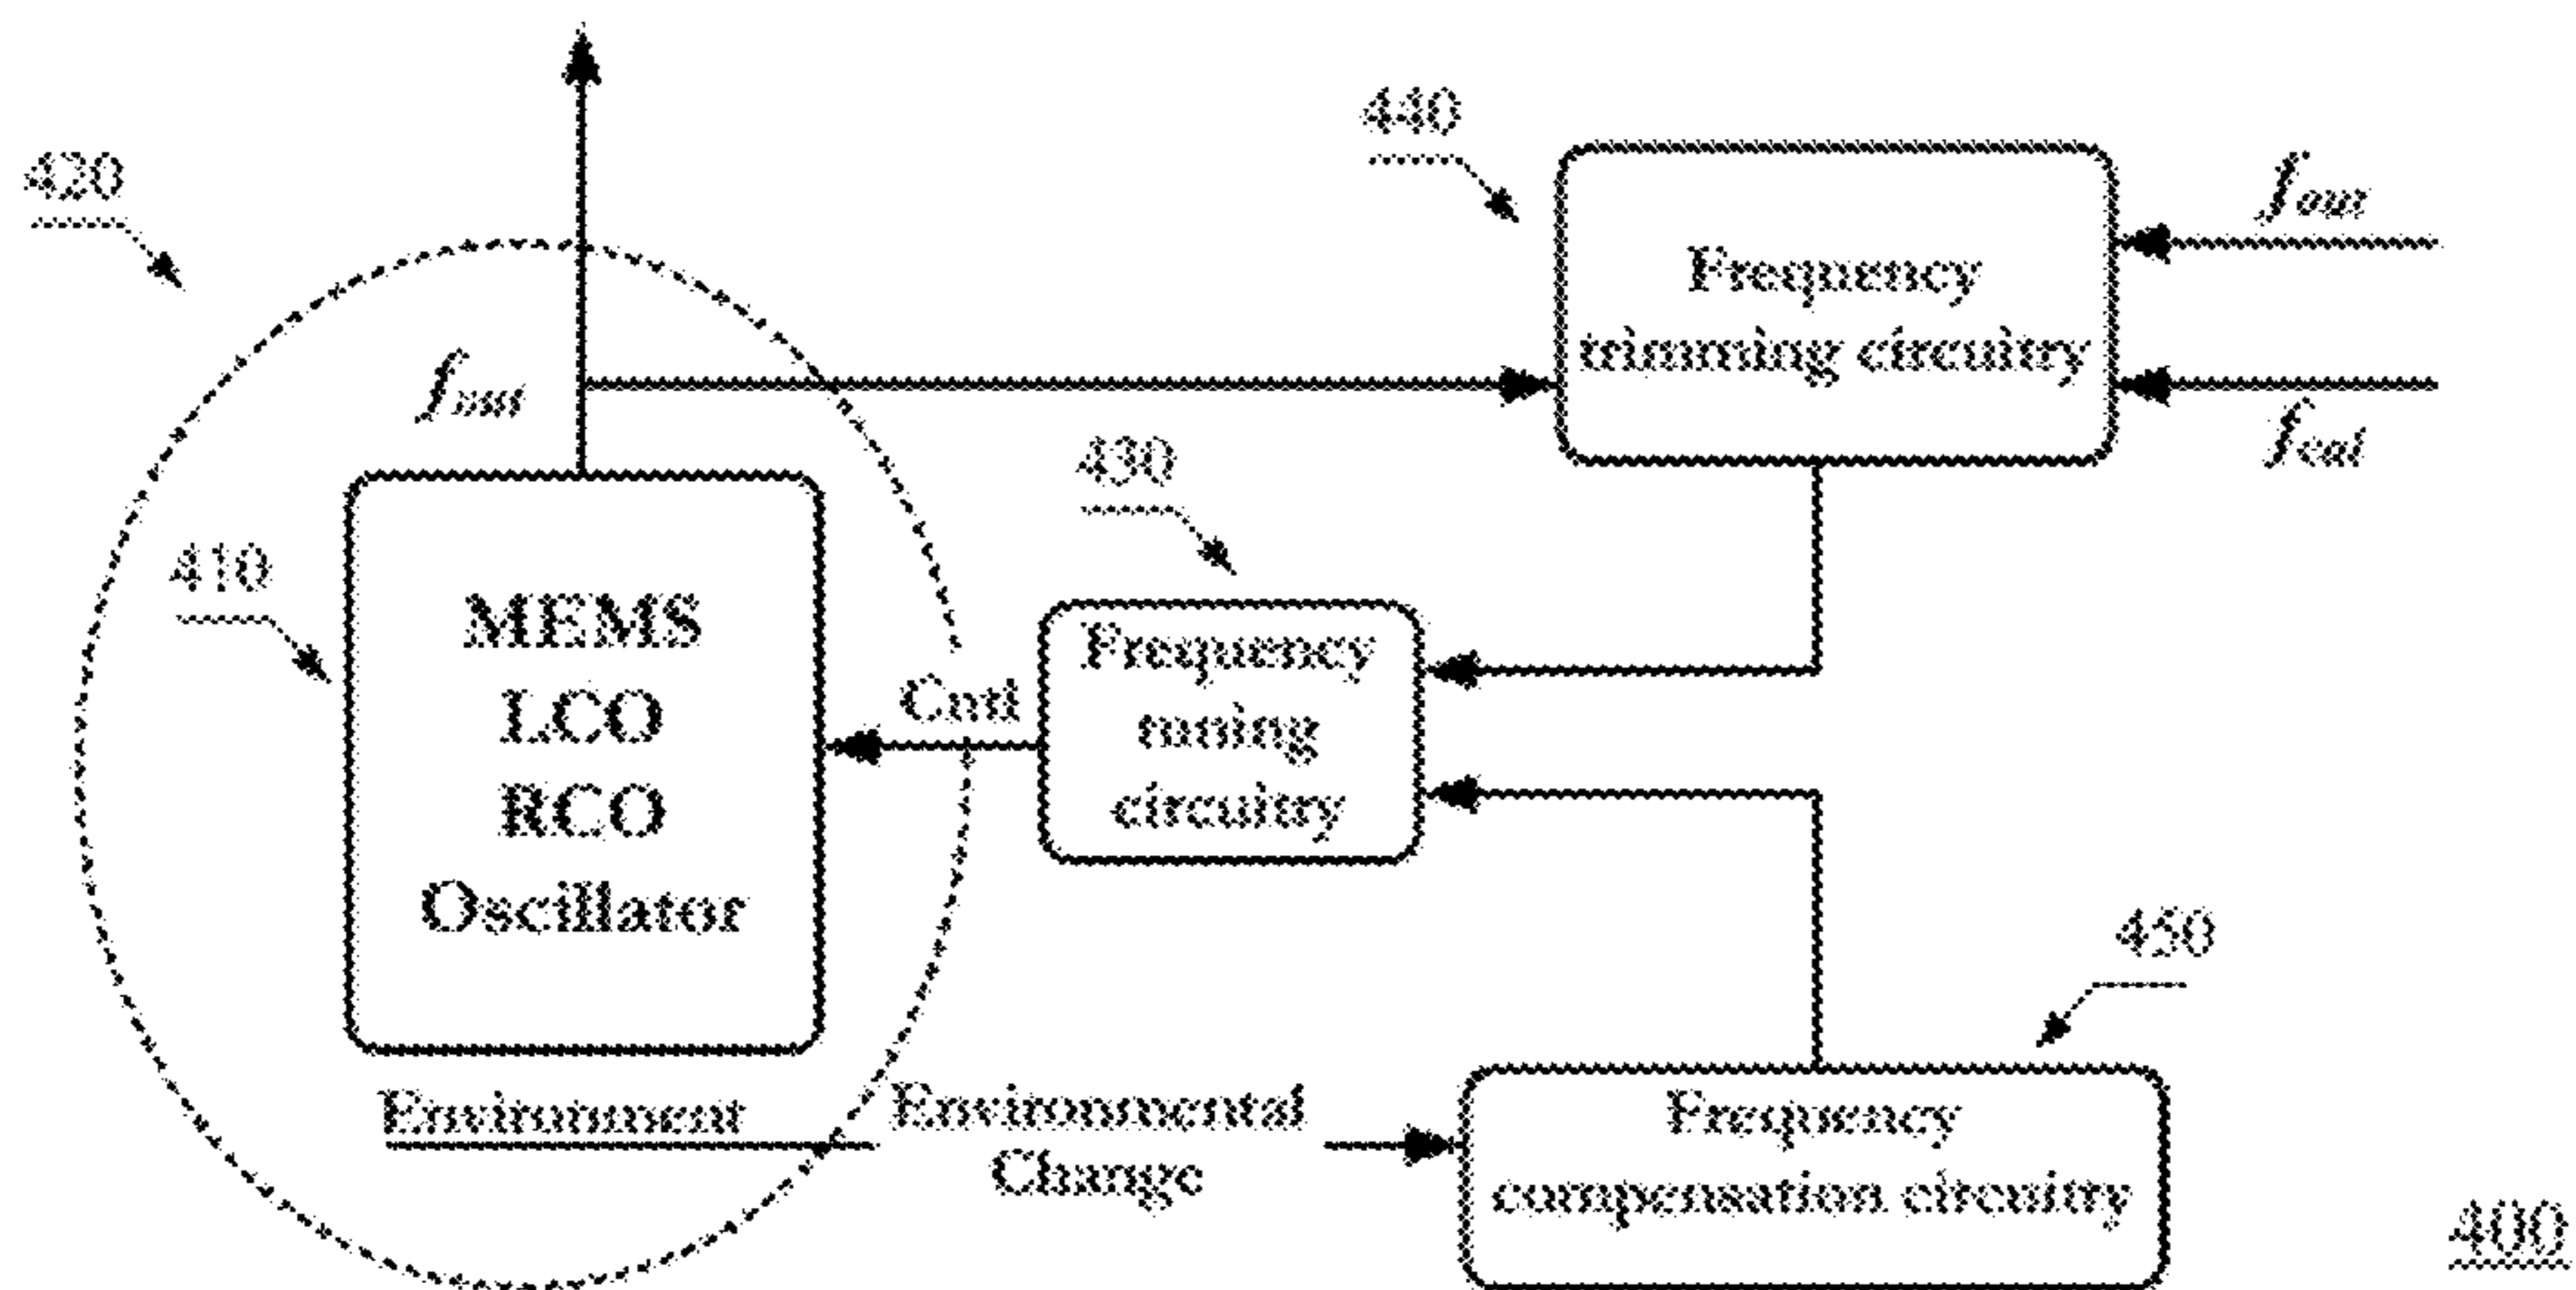 440
420
f_out
Frequency
trimming circuitry
f_out
f_cal
430
410
MEMS
LCO
RCO
Oscillator
Frequency
tuning
circuitry
Cntl
450
Environment
Environmental
Change
Frequency
compensation circuitry
400